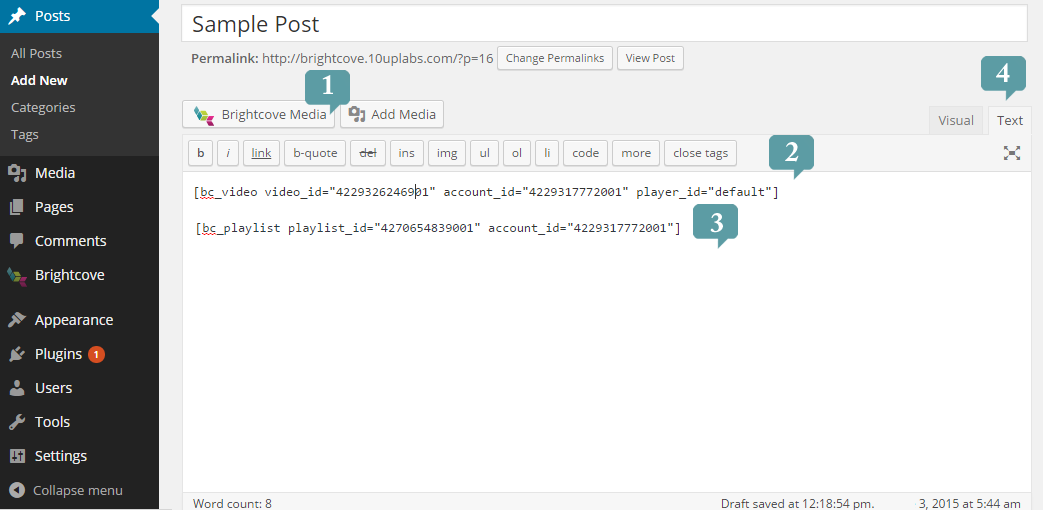 Posts
All Posts
Add New
Categories
Tags
Media
Pages
Comments
Brightcove
Appearance
Plugins 1
Users
Tools
Settings
Collapse menu
Sample Post
Permalink: http://brightcove.10uplabs.com/?p=16 Change Permalinks View Post
1
4
Brightcove Media Add Media
Visual Text
b i link b-quote del ins img ul ol li code more close tags
2
[bc_video video_id="4229326246901" account_id="4229317772001" player_id="default"]
[bc_playlist playlist_id="4270654839001" account_id="4229317772001"]
3
Word count: 8 Draft saved at 12:18:54 pm. 3, 2015 at 5:44 am